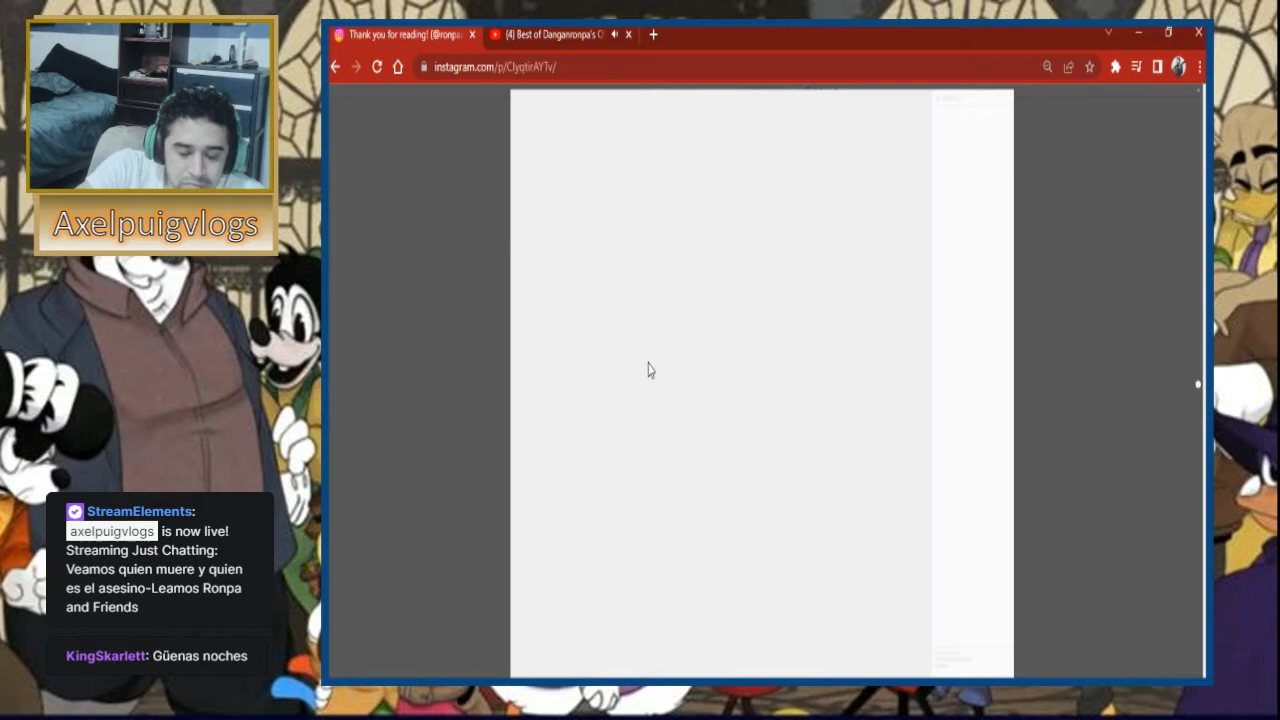 Thank you for reading! (@ronpa
(4) Best of Danganronpa's O
instagram.com/p/ClyqtirAYTv/
Axelpuigvlogs
StreamElements:
axelpuigvlogs is now live!
Streaming Just Chatting:
Veamos quien muere y quien
es el asesino-Leamos Ronpa
and Friends
KingSkarlett: Güenas noches